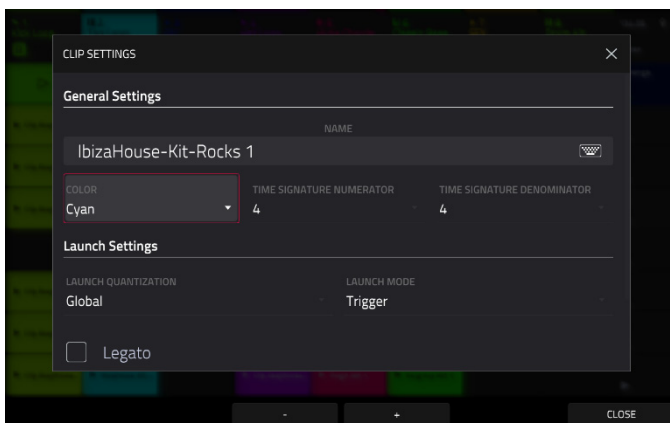 CLIP SETTINGS
General Settings
NAME
IbizaHouse-Kit-Rocks 1
COLOR TIME SIGNATURE NUMERATOR TIME SIGNATURE DENOMINATOR
Cyan 4 4
Launch Settings
LAUNCH QUANTIZATION LAUNCH MODE
Global Trigger
Legato
- + CLOSE